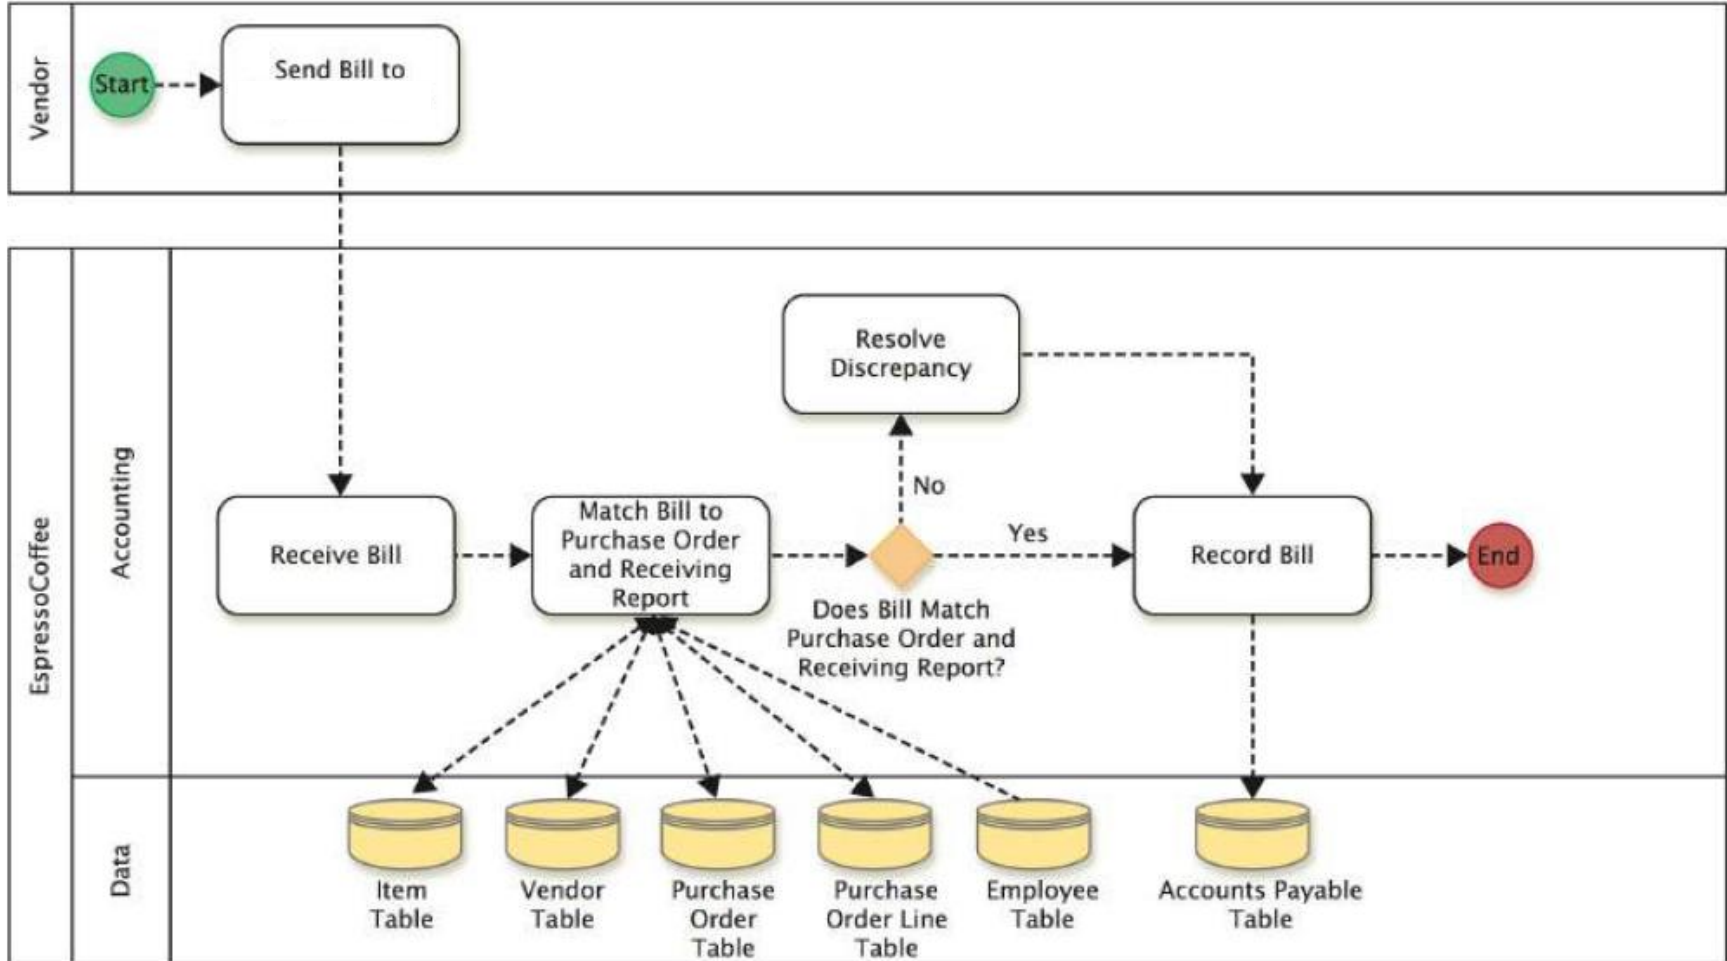 Vendor
Start
Send Bill to
EspressoCoffee
Accounting
Resolve
Discrepancy
No
Receive Bill
Match Bill to
Purchase Order
and Receiving
Report
Yes
Does Bill Match
Purchase Order and
Receiving Report?
Record Bill
End
Data
Item
Table
Vendor
Table
Purchase
Order
Table
Purchase
Order Line
Table
Employee
Table
Accounts Payable
Table